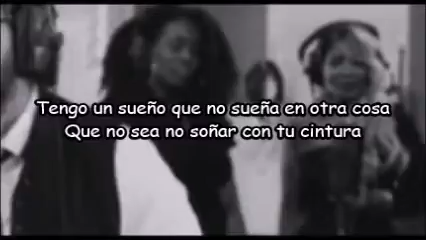 Tengo un sueño que no sueña en otra cosa
Que no sea no soñar con tu cintura